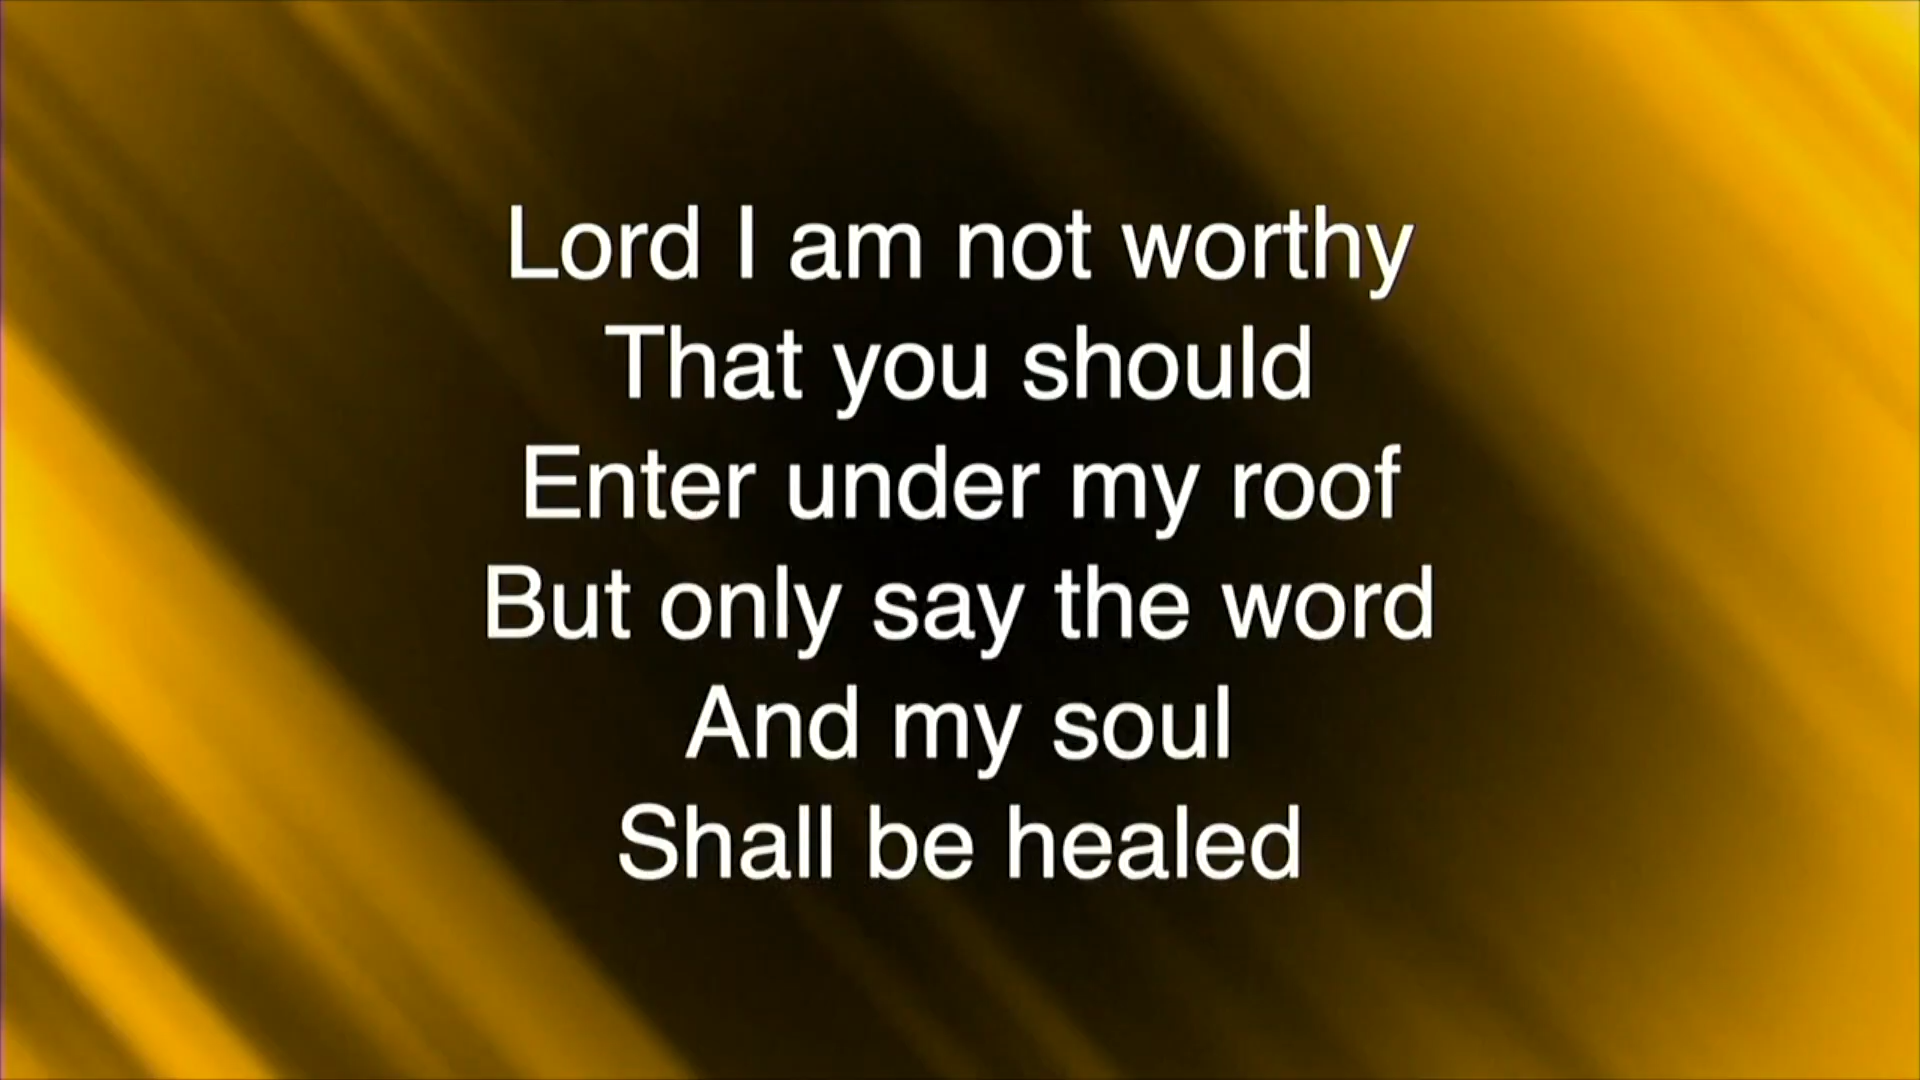 Lord I am not worthy
That you should
Enter under my roof
But only say the word
And my soul
Shall be healed